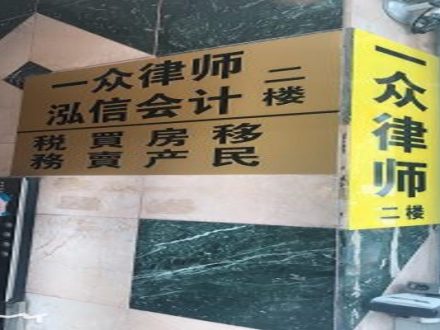 一众律师
泓信会计
二楼
税 買 房 移
務 賣 产 民
一众律师
二楼